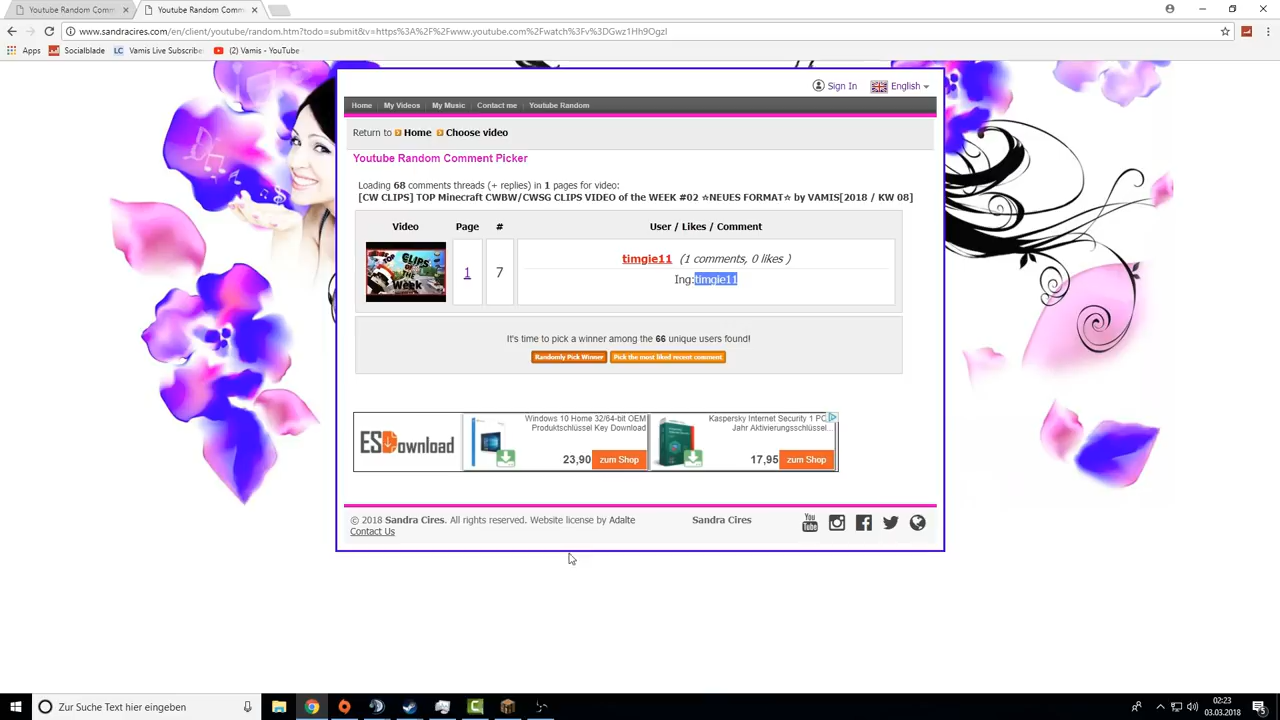 Youtube Random Comm
Youtube Random Comm
www.sandracires.com/en/client/youtube/random.htm?todo=submit&v=https%3A%2F%2Fwww.youtube.com%2Fwatch%3Fv%3DGwz1Hh9OgzI
Apps Socialblade Vamis Live Subscribe (2) Vamis - YouTube
Sign In English
Home My Videos My Music Contact me Youtube Random
Return to Home Choose video
Youtube Random Comment Picker
Loading 68 comments threads (+ replies) in 1 pages for video:
[CW CLIPS] TOP Minecraft CWBW/CWSG CLIPS VIDEO of the WEEK #02 ☆NEUES FORMAT☆ by VAMIS[2018 / KW 08]
Video Page # User / Likes / Comment
CLIPS
OF THE
Week
1 7
timgie11 (1 comments, 0 likes )
Ing:timgie11
It's time to pick a winner among the 66 unique users found!
Randomly Pick Winner Pick the most liked recent comment
ESDownload
Windows 10 Home 32/64-bit OEM
Produktschlüssel Key Download
23,90 zum Shop
Kaspersky Internet Security 1 PC
Jahr Aktivierungsschlüssel...
17,95 zum Shop
© 2018 Sandra Cires. All rights reserved. Website license by Adalte
Sandra Cires
You Tube
Contact Us
Zur Suche Text hier eingeben
02:23
03.03.2018